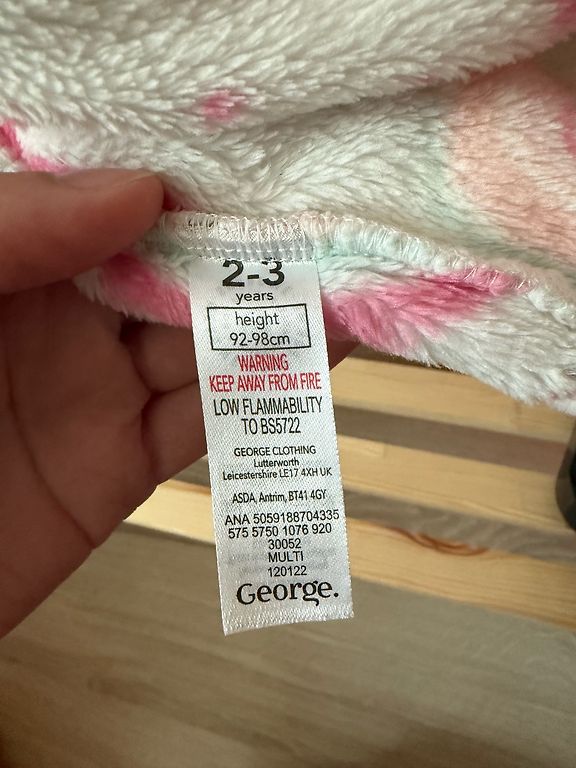 2-3
years
height
92-98cm
WARNING
KEEP AWAY FROM FIRE
LOW FLAMMABILITY
TO BS5722
GEORGE CLOTHING
Lutterworth
Leicestershire LE17 4XH UK
ASDA, Antrim, BT41 4GY
ANA 5059188704335
575 5750 1076 920
30052
MULTI
120122
George.